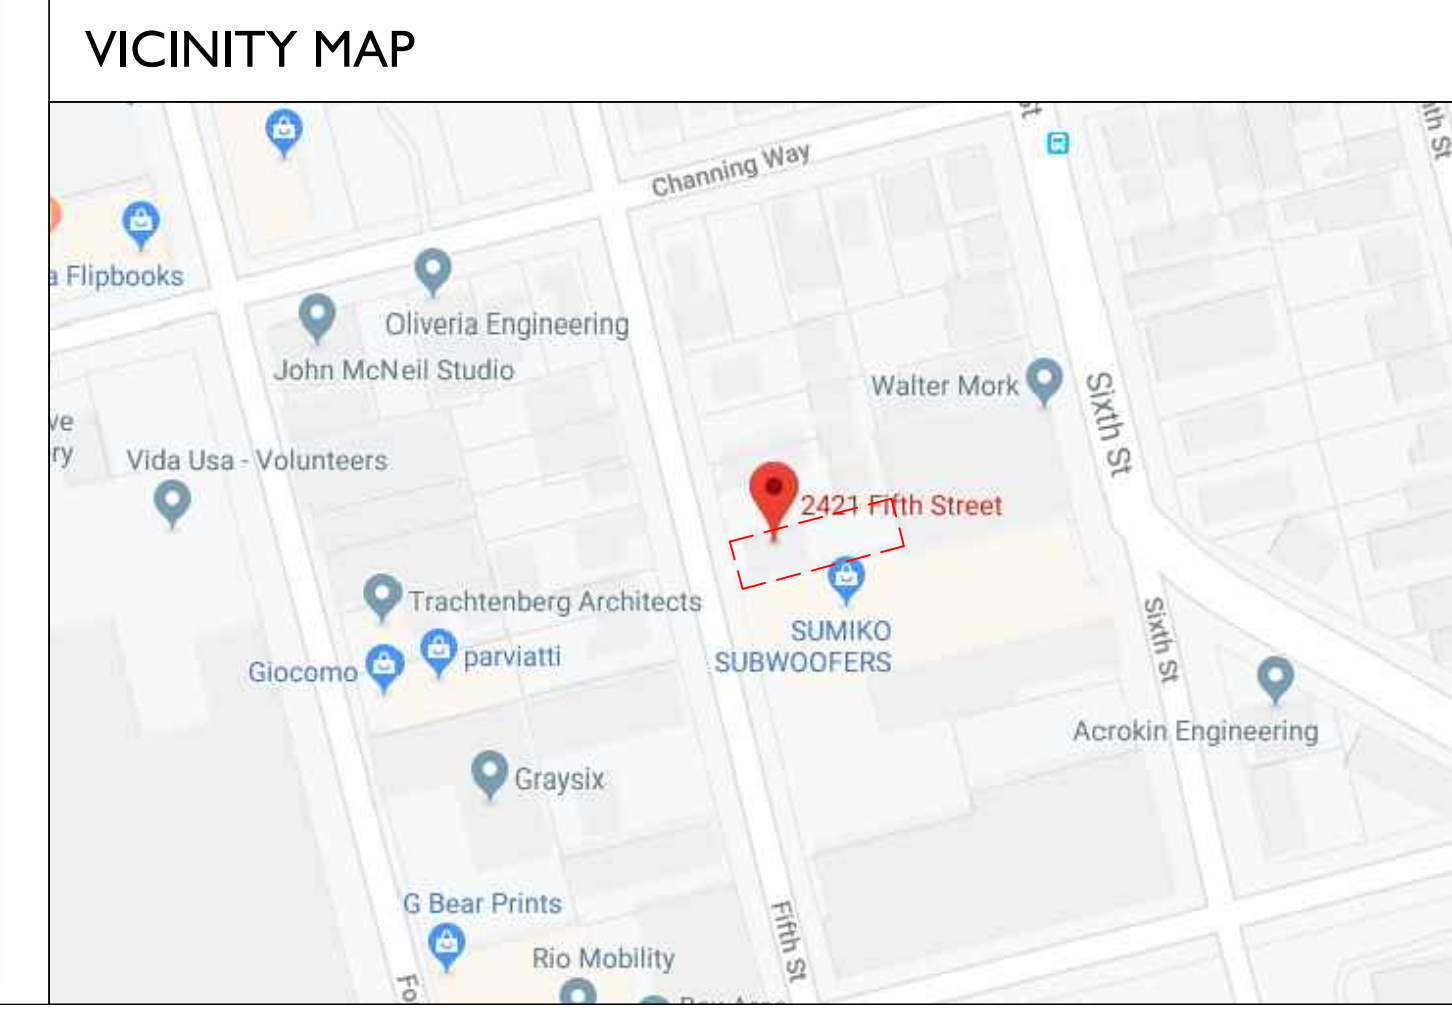 VICINITY MAP
Channing Way
a Flipbooks
Oliveria Engineering
John McNeil Studio
Walter Mork
Sixth St
Vida Usa - Volunteers
2421 Fifth Street
Trachtenberg Architects
SUMIKO
SUBWOOFERS
parviatti
Giocomo
Sixth St
Acrokin Engineering
Graysix
G Bear Prints
Fifth St
Rio Mobility